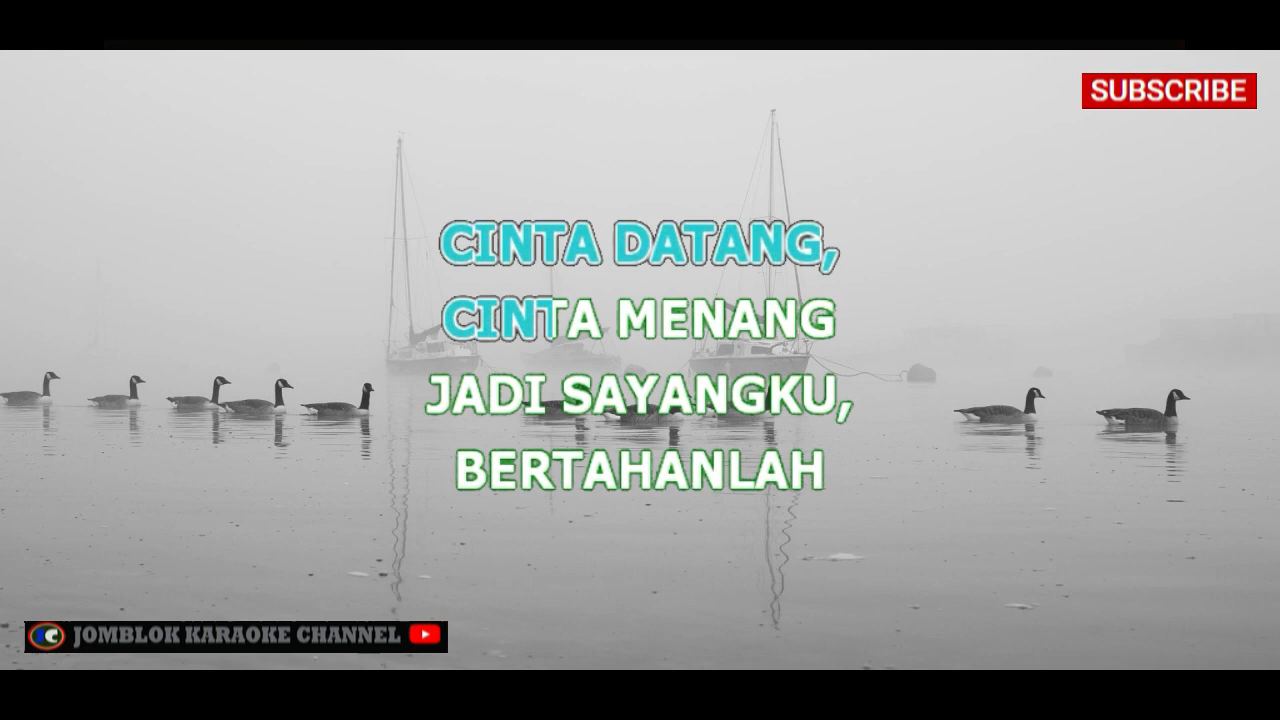 SUBSCRIBE
CINTA DATANG,
CINTA MENANG
JADI SAYANGKU,
BERTAHANLAH
JOMBLOK KARAOKE CHANNEL